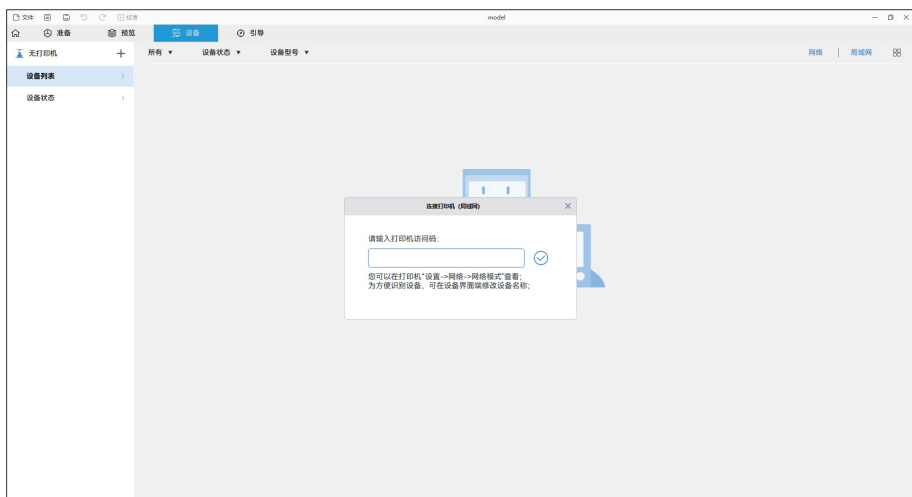 文件 校准 model
准备 预览 设备 引导
无打印机 所有 设备状态 设备型号 网络 局域网
设备列表
设备状态
连接打印机 (局域网)
请输入打印机访问码:
您可以在打印机“设置->网络->网络模式”查看;
为方便识别设备, 可在设备界面端修改设备名称;